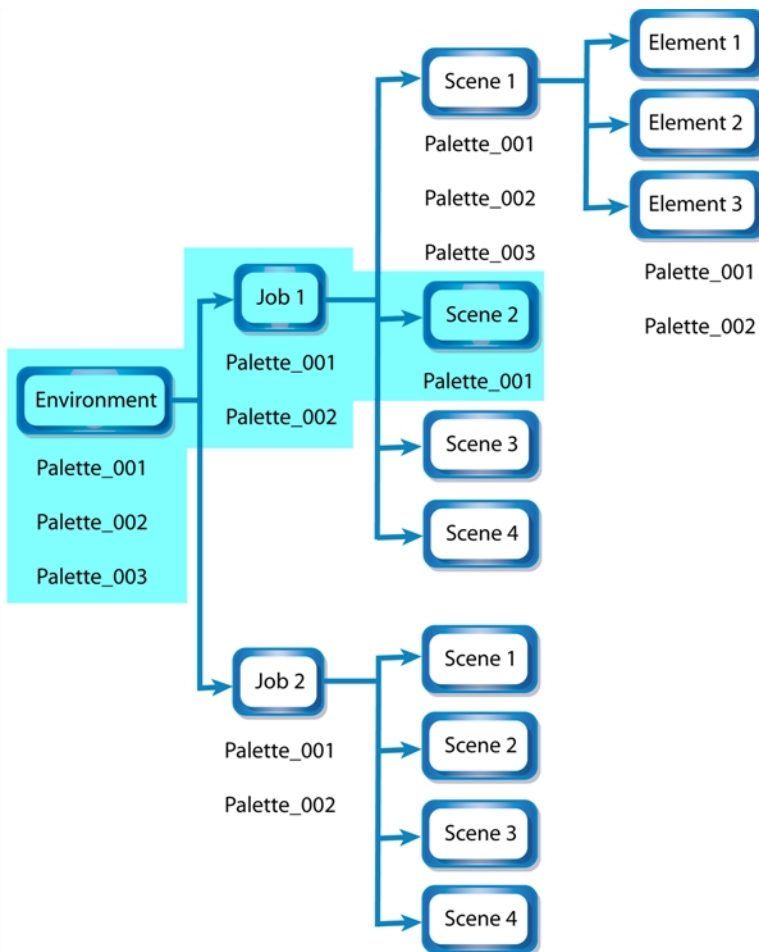 Environment
Palette_001
Palette_002
Palette_003
Job 1
Palette_001
Palette_002
Scene 1
Palette_001
Palette_002
Palette_003
Element 1
Element 2
Element 3
Palette_001
Palette_002
Scene 2
Palette_001
Scene 3
Scene 4
Job 2
Palette_001
Palette_002
Scene 1
Scene 2
Scene 3
Scene 4